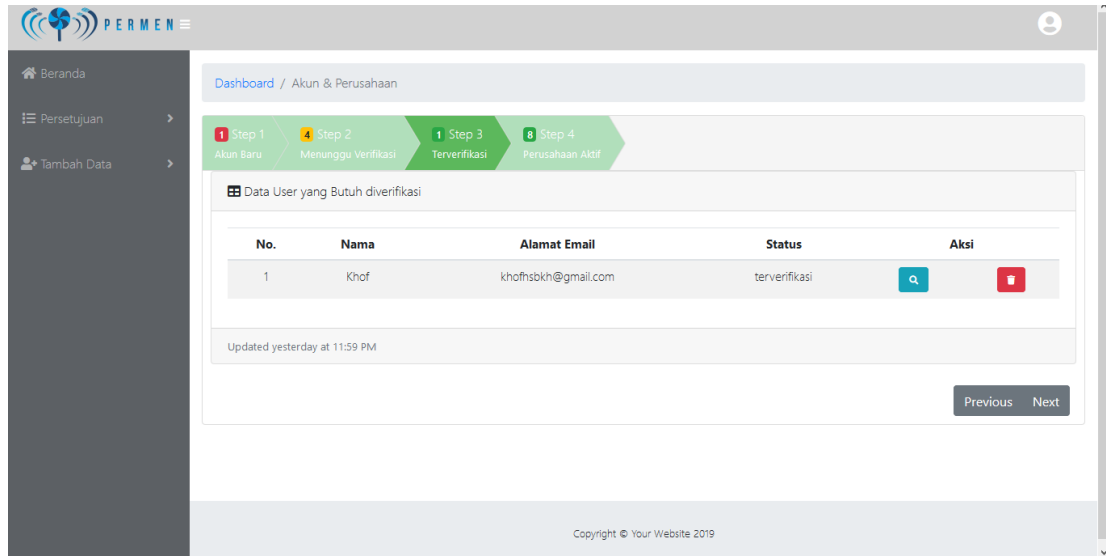 PERMEN
Beranda
Persetujuan
Tambah Data
Dashboard / Akun & Perusahaan
1 Step 1
Akun Baru
4 Step 2
Menunggu Verifikasi
1 Step 3
Terverifikasi
8 Step 4
Perusahaan Aktif
Data User yang Butuh diverifikasi
No. Nama Alamat Email Status Aksi
1 Khof khofhsbkh@gmail.com terverifikasi
Updated yesterday at 11:59 PM
Previous Next
Copyright © Your Website 2019